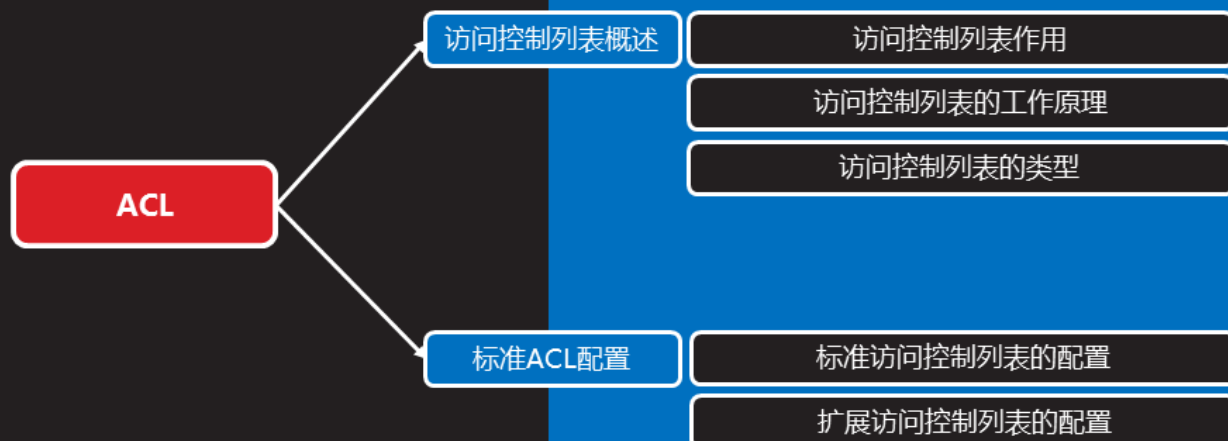 访问控制列表概述
访问控制列表作用
访问控制列表的工作原理
访问控制列表的类型
ACL
标准ACL配置
标准访问控制列表的配置
扩展访问控制列表的配置